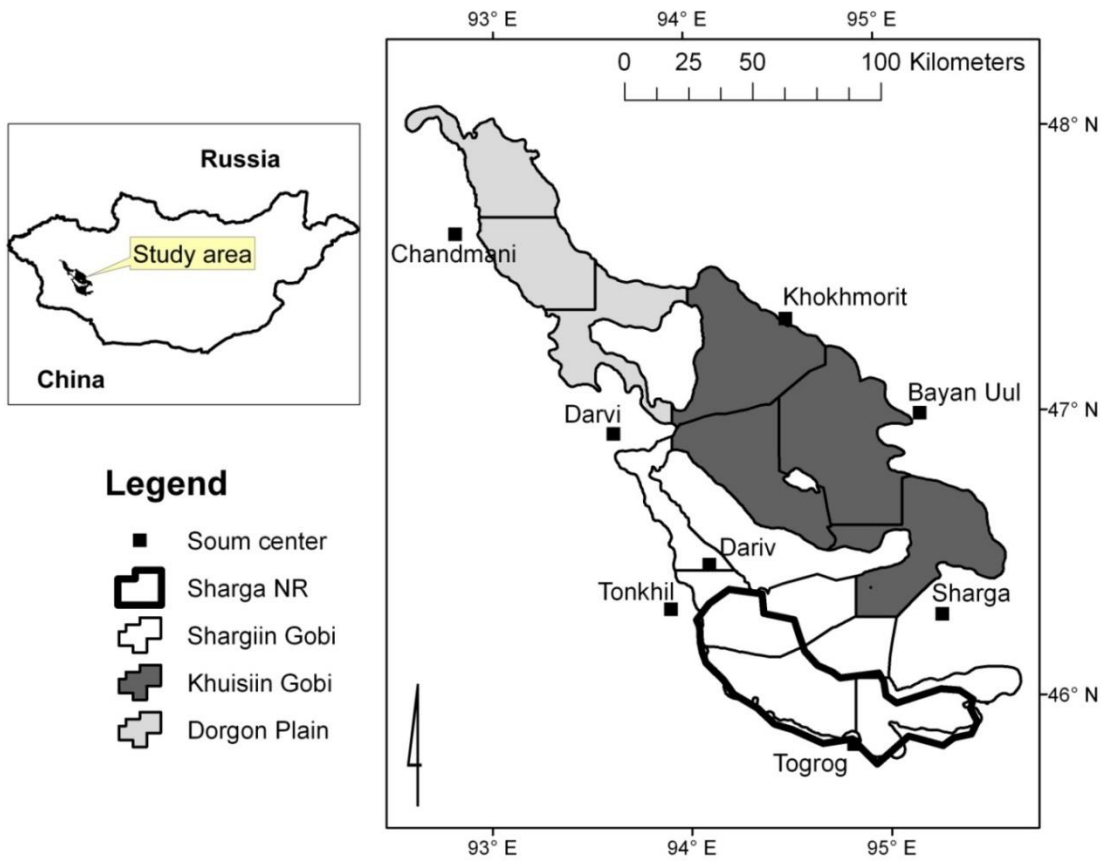 93° E 94° E 95° E
0 25 50 100 Kilometers
48° N
Russia
Study area
China
Chandmani
Khokhmorit
Bayan Uul
47° N
Darvi
Dariv
Tonkhil
Sharga
46° N
Togrog
Legend
Soum center
Sharga NR
Shargiin Gobi
Khuisiin Gobi
Dorgon Plain
93° E 94° E 95° E